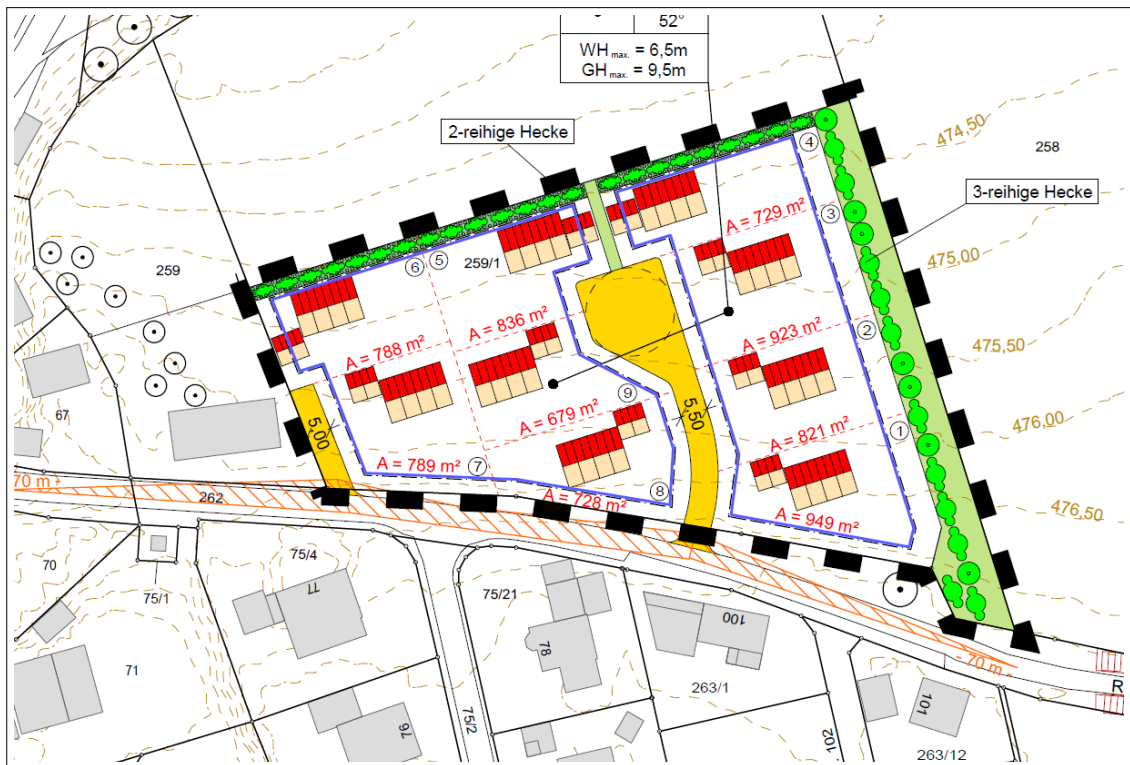 52°
WH max. = 6,5m
GH max. = 9,5m
2-reihige Hecke
474,50
258
4
3-reihige Hecke
3
A = 729 m²
259
6
5
259/1
475,00
A = 836 m²
A = 788 m²
A = 923 m²
2
475,50
67
5,00
9
5,50
A = 679 m²
1
476,00
A = 821 m²
A = 789 m²
7
70 m -
262
A = 728 m²
8
A = 949 m²
476,50
70
75/4
77
75/1
75/21
78
100
71
263/1
- 70 m -
R
76
75/2
102
101
263/12